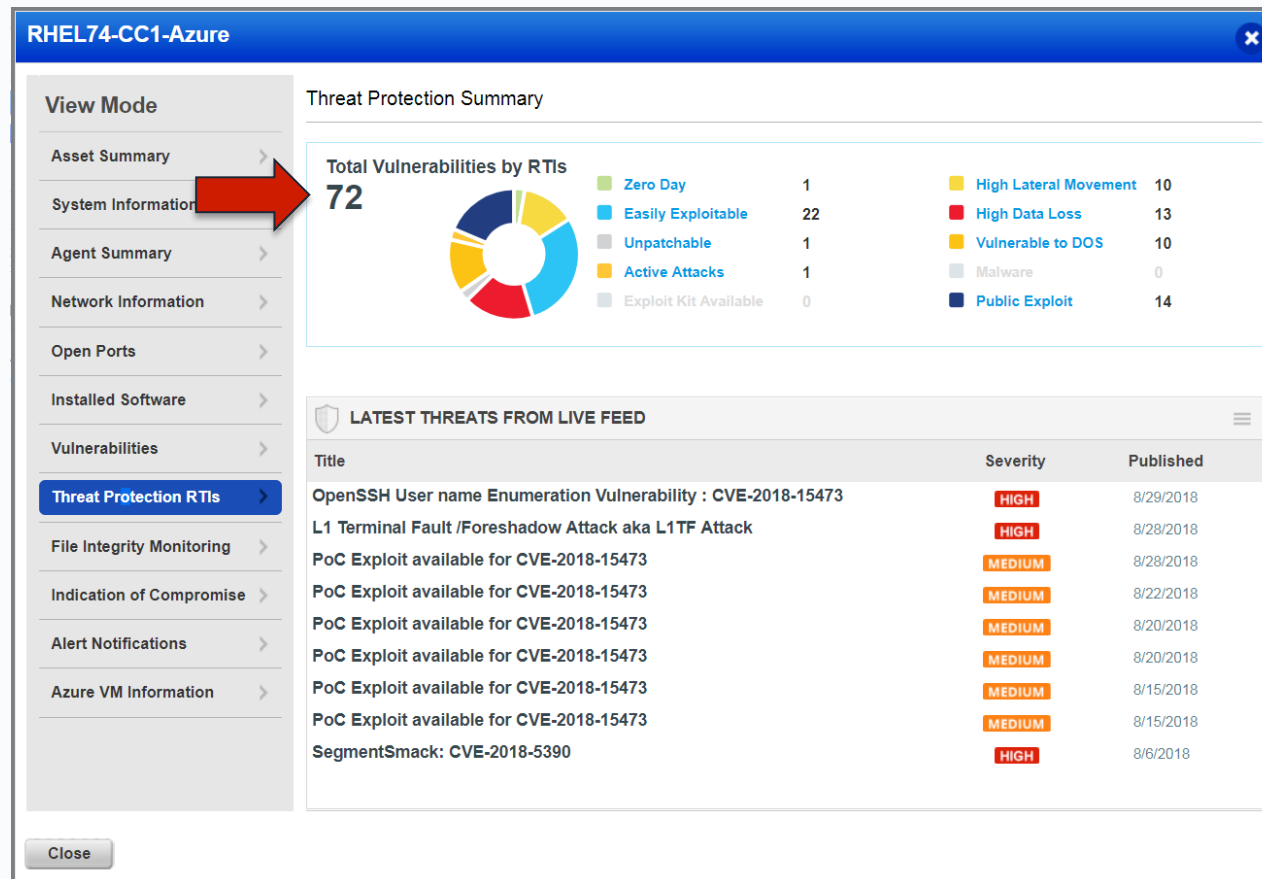 RHEL74-CC1-Azure
View Mode
Asset Summary
System Information
Agent Summary
Network Information
Open Ports
Installed Software
Vulnerabilities
Threat Protection RTIs
File Integrity Monitoring
Indication of Compromise
Alert Notifications
Azure VM Information
Threat Protection Summary
Total Vulnerabilities by RTIs
72
Zero Day 1
Easily Exploitable 22
Unpatchable 1
Active Attacks 1
Exploit Kit Available 0
High Lateral Movement 10
High Data Loss 13
Vulnerable to DOS 10
Malware 0
Public Exploit 14
LATEST THREATS FROM LIVE FEED
Title Severity Published
OpenSSH User name Enumeration Vulnerability : CVE-2018-15473 HIGH 8/29/2018
L1 Terminal Fault /Foreshadow Attack aka L1TF Attack HIGH 8/28/2018
PoC Exploit available for CVE-2018-15473 MEDIUM 8/28/2018
PoC Exploit available for CVE-2018-15473 MEDIUM 8/22/2018
PoC Exploit available for CVE-2018-15473 MEDIUM 8/20/2018
PoC Exploit available for CVE-2018-15473 MEDIUM 8/20/2018
PoC Exploit available for CVE-2018-15473 MEDIUM 8/15/2018
PoC Exploit available for CVE-2018-15473 MEDIUM 8/15/2018
SegmentSmack: CVE-2018-5390 HIGH 8/6/2018
Close